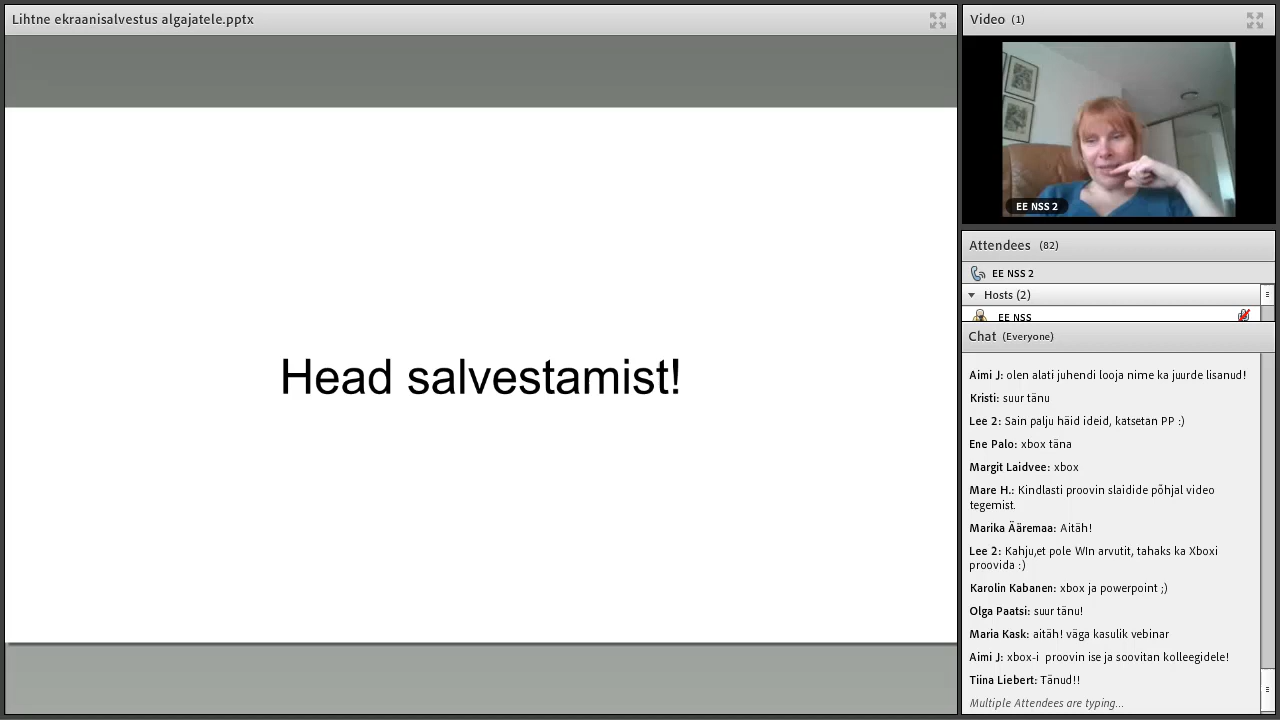 Lihtne ekraanisalvestus algajatele.pptx
Head salvestamist!
Video (1)
EE NSS 2
Attendees (82)
EE NSS 2
Hosts (2)
EE NSS
Chat (Everyone)
Aimi J: olen alati juhendi looja nime ka juurde lisanud!
Kristi: suur tänu
Lee 2: Sain palju häid ideid, katsetan PP :)
Ene Palo: xbox täna
Margit Laidvee: xbox
Mare H.: Kindlasti proovin slaidide põhjal video
tegemist.
Marika Ääremaa: Aitäh!
Lee 2: Kahju,et pole WIn arvutit, tahaks ka Xboxi
proovida :)
Karolin Kabanen: xbox ja powerpoint ;)
Olga Paatsi: suur tänu!
Maria Kask: aitäh! väga kasulik vebinar
Aimi J: xbox-i proovin ise ja soovitan kolleegidele!
Tiina Liebert: Tänud!!
Multiple Attendees are typing...